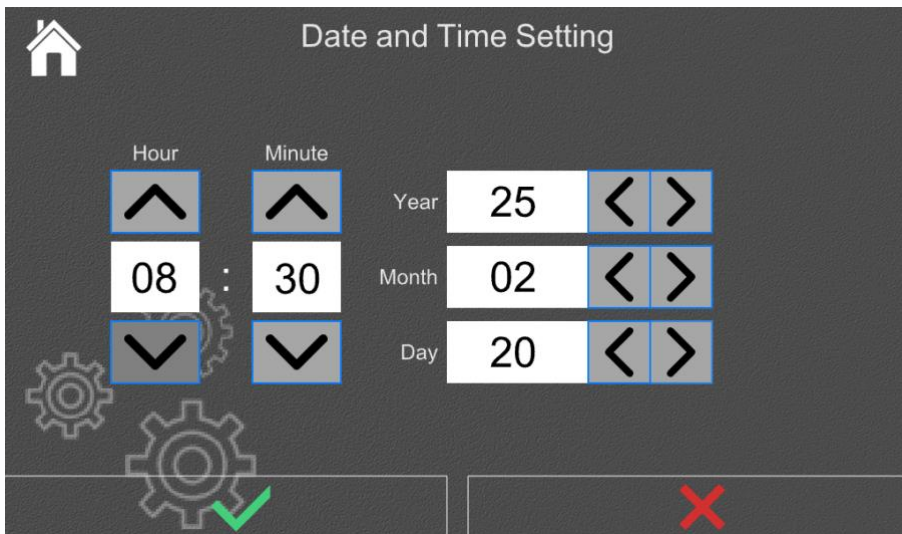 Date and Time Setting
Hour
Minute
Year
25
08 : 30
Month
02
Day
20